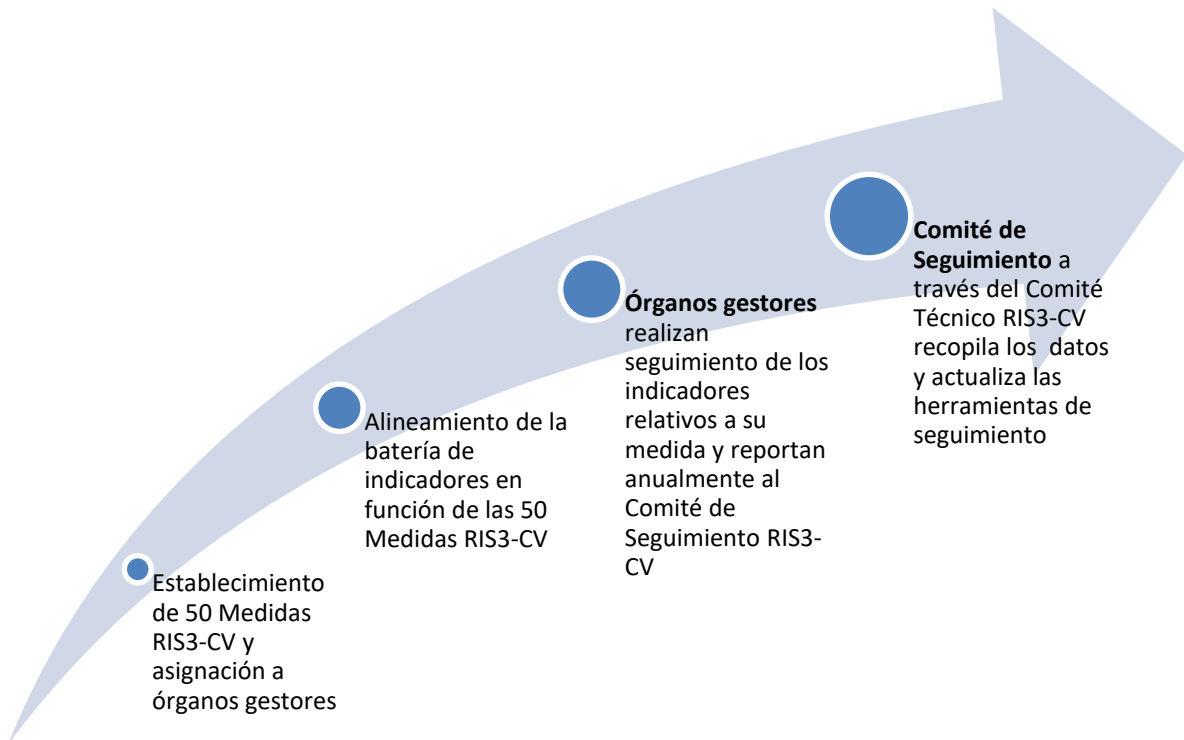 Establecimiento
de 50 Medidas
RIS3-CV y
asignación a
órganos gestores
Alineamiento de la
batería de
indicadores en
función de las 50
Medidas RIS3-CV
Órganos gestores
realizan
seguimiento de los
indicadores
relativos a su
medida y reportan
anualmente al
Comité de
Seguimiento RIS3-
CV
Comité de
Seguimiento a
través del Comité
Técnico RIS3-CV
recopila los  datos
y actualiza las
herramientas de
seguimiento